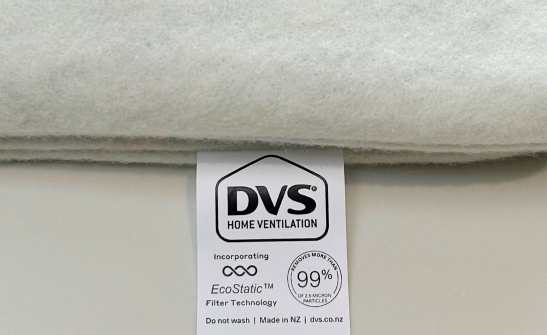 DVS®
HOME VENTILATION
Incorporating
EcoStatic™
Filter Technology
REMOVES MORE THAN
99%
OF 2.5 MICRON
PARTICLES
Do not wash | Made in NZ | dvs.co.nz